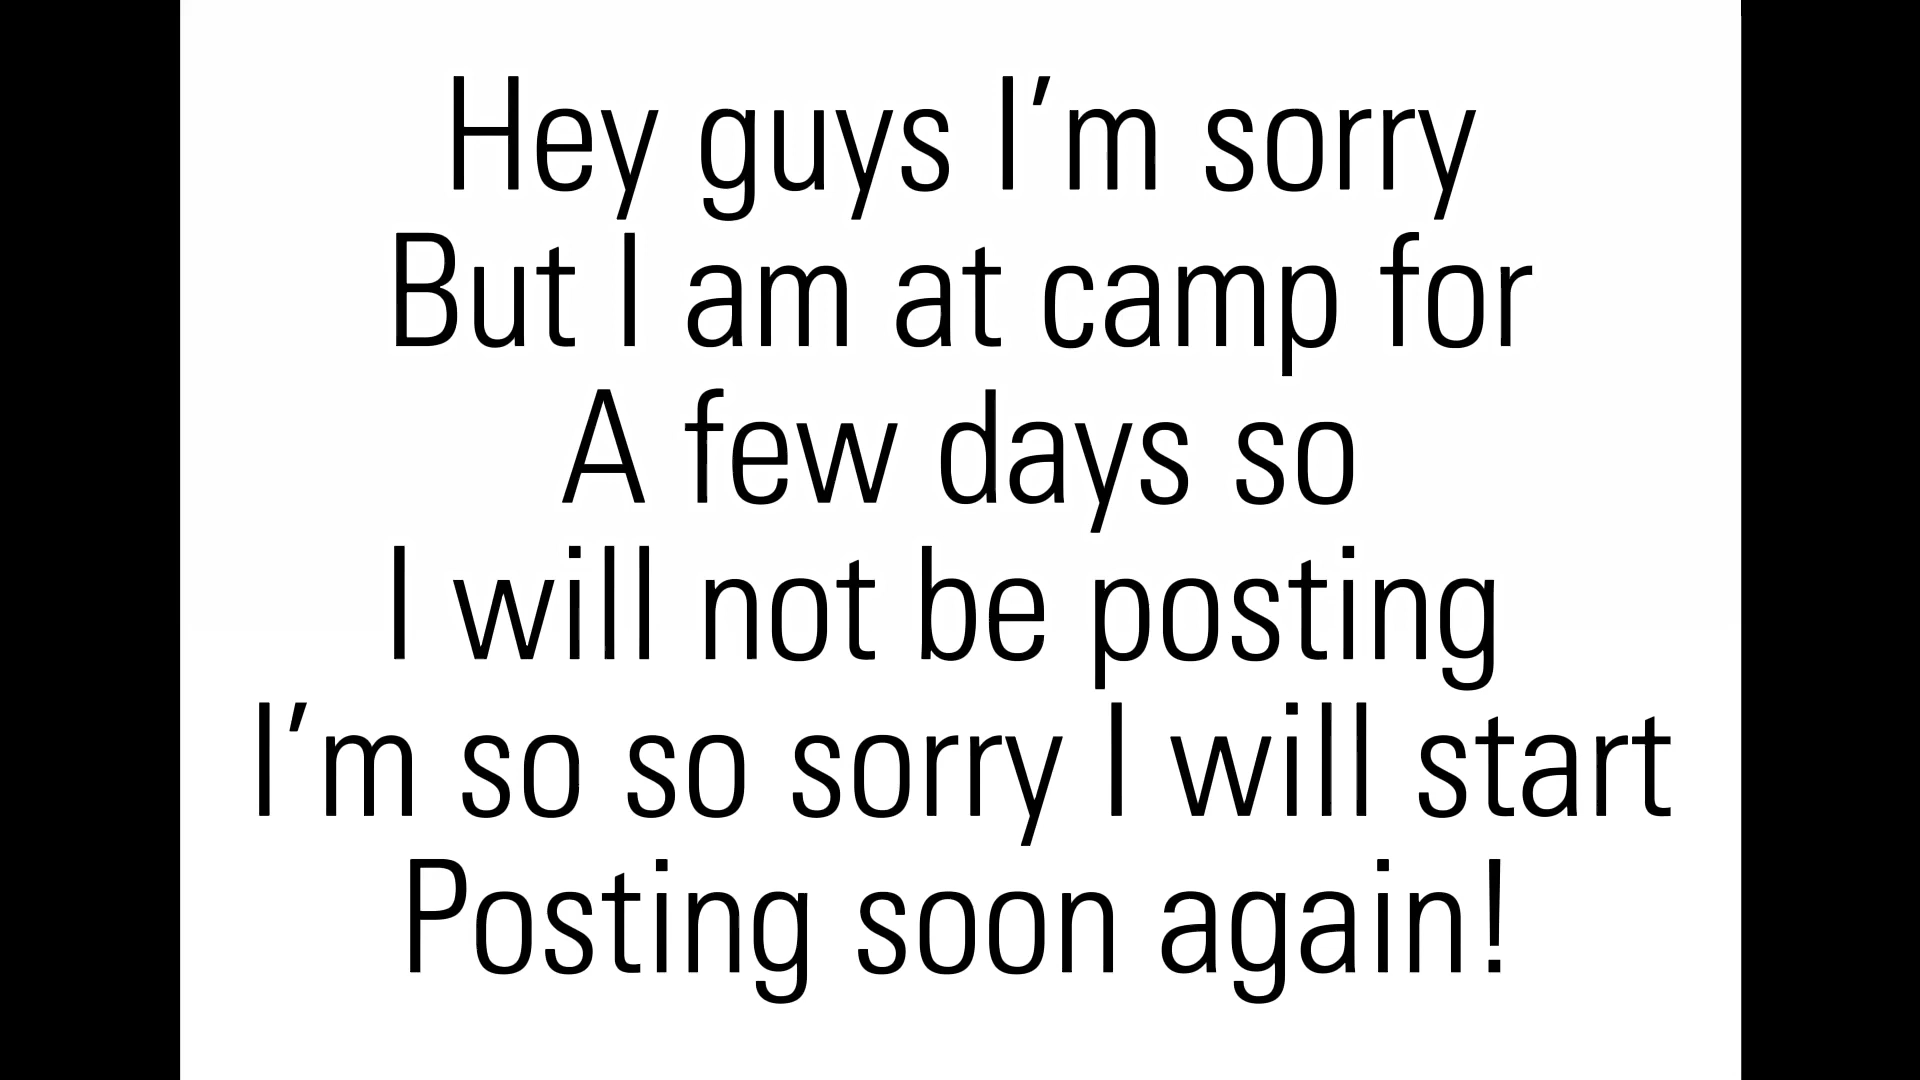 Hey guys I’m sorry
But I am at camp for
A few days so
I will not be posting
I’m so so sorry I will start
Posting soon again!